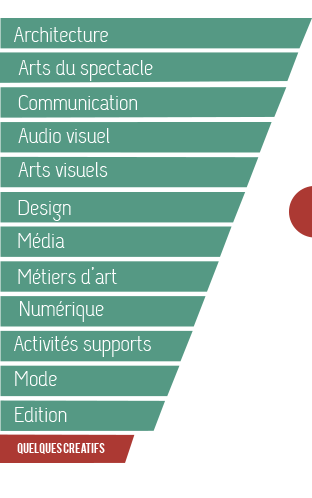 Architecture
Arts du spectacle
Communication
Audio visuel
Arts visuels
Design
Média
Métiers d'art
Numérique
Activités supports
Mode
Edition
QUELQUES CREATIFS